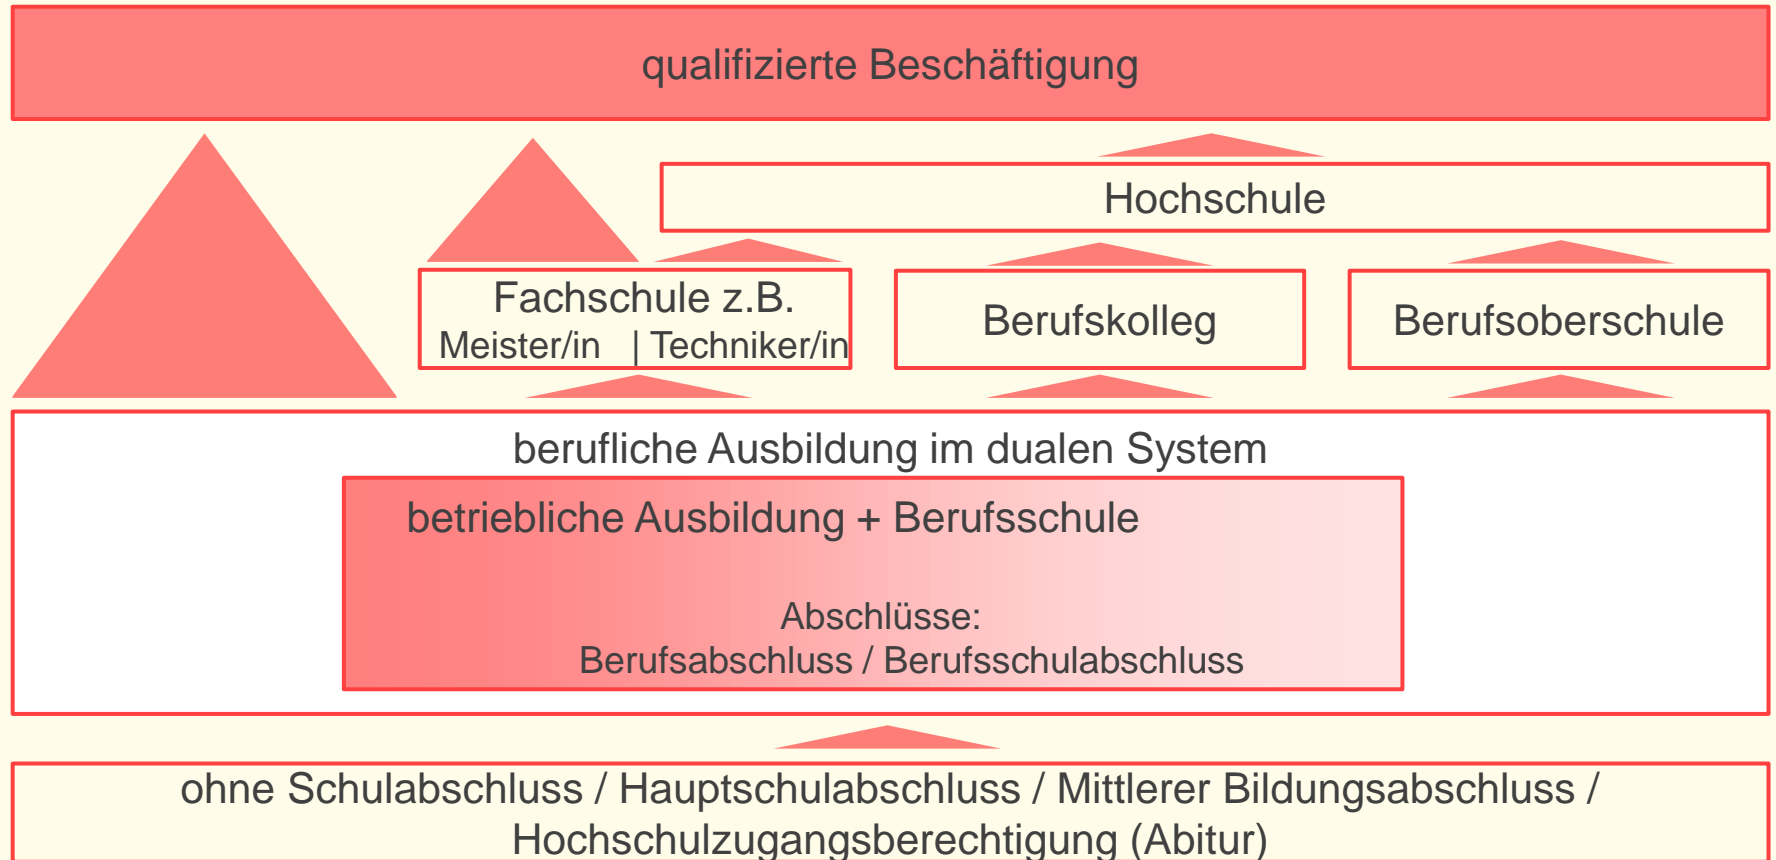 qualifizierte Beschäftigung
Hochschule
Fachschule z.B.
Meister/in | Techniker/in
Berufskolleg
Berufsoberschule
berufliche Ausbildung im dualen System
betriebliche Ausbildung + Berufsschule
Abschlüsse:
Berufsabschluss / Berufsschulabschluss
ohne Schulabschluss / Hauptschulabschluss / Mittlerer Bildungsabschluss /
Hochschulzugangsberechtigung (Abitur)